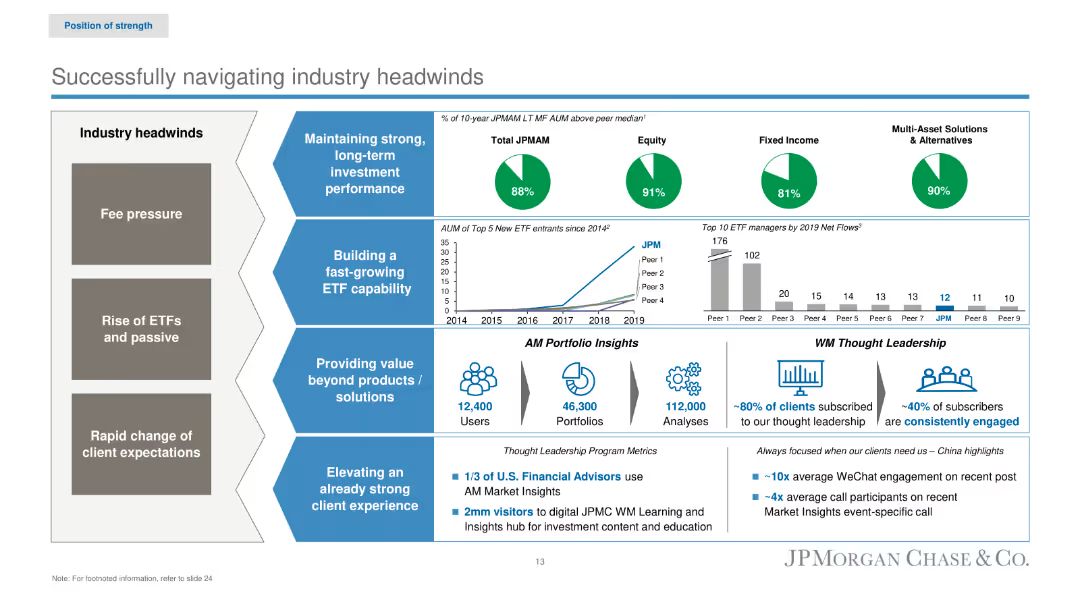 Position of strength
Successfully navigating industry headwinds
Industry headwinds
Fee pressure
Rise of ETFs
and passive
Rapid change of
client expectations
Maintaining strong,
long-term
investment
performance
% of 10-year JPMAM LT MF AUM above peer median¹
Total JPMAM
Equity
Fixed Income
Multi-Asset Solutions
& Alternatives
88%
91%
81%
90%
Building a
fast-growing
ETF capability
AUM of Top 5 New ETF entrants since 2014²
35
30
25
20
15
10
5
0
2014 2015 2016 2017 2018 2019
JPM
Peer 1
Peer 2
Peer 3
Peer 4
Top 10 ETF managers by 2019 Net Flows³
176
102
20
15
14
13
13
12
11
10
Peer 1 Peer 2 Peer 3 Peer 4 Peer 5 Peer 6 Peer 7 JPM Peer 8 Peer 9
Providing value
beyond products /
solutions
AM Portfolio Insights
12,400
Users
46,300
Portfolios
112,000
Analyses
WM Thought Leadership
~80% of clients subscribed
to our thought leadership
~40% of subscribers
are consistently engaged
Elevating an
already strong
client experience
Thought Leadership Program Metrics
1/3 of U.S. Financial Advisors use
AM Market Insights
2mm visitors to digital JPMC WM Learning and
Insights hub for investment content and education
Always focused when our clients need us – China highlights
~10x average WeChat engagement on recent post
~4x average call participants on recent
Market Insights event-specific call
13
JPMORGAN CHASE & CO.
Note: For footnoted information, refer to slide 24